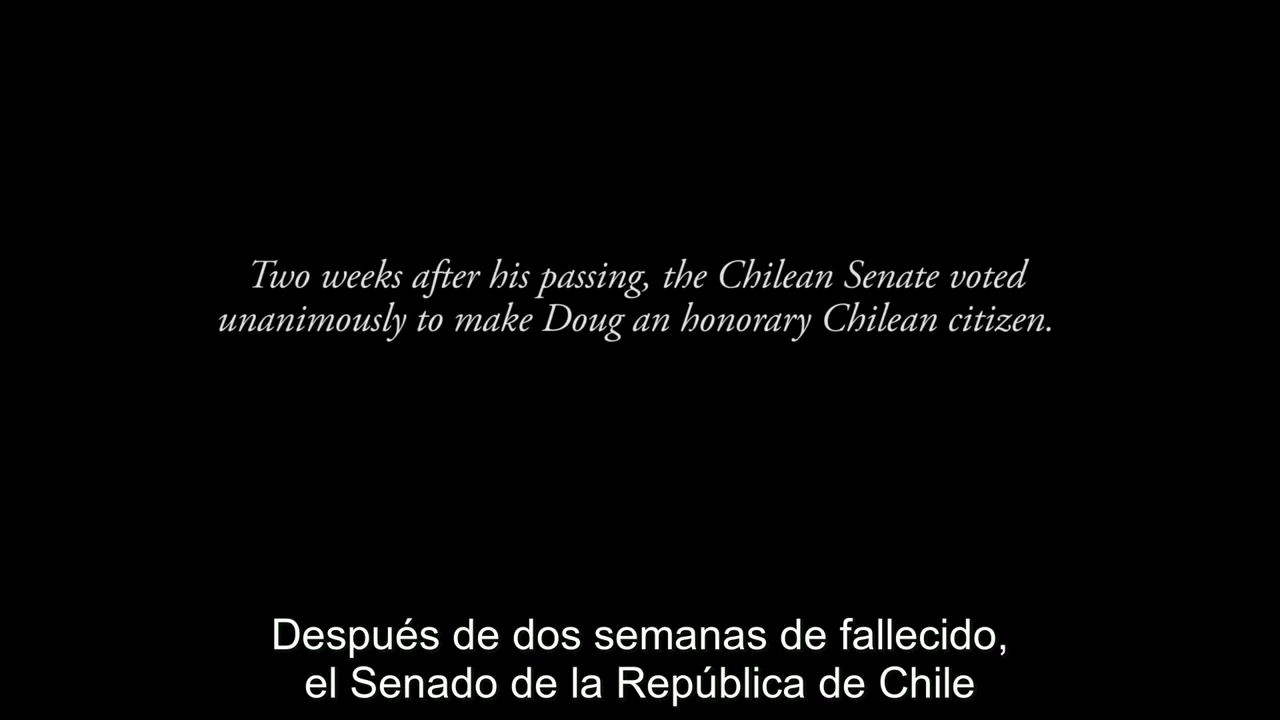 Two weeks after his passing, the Chilean Senate voted
unanimously to make Doug an honorary Chilean citizen.
Después de dos semanas de fallecido,
el Senado de la República de Chile